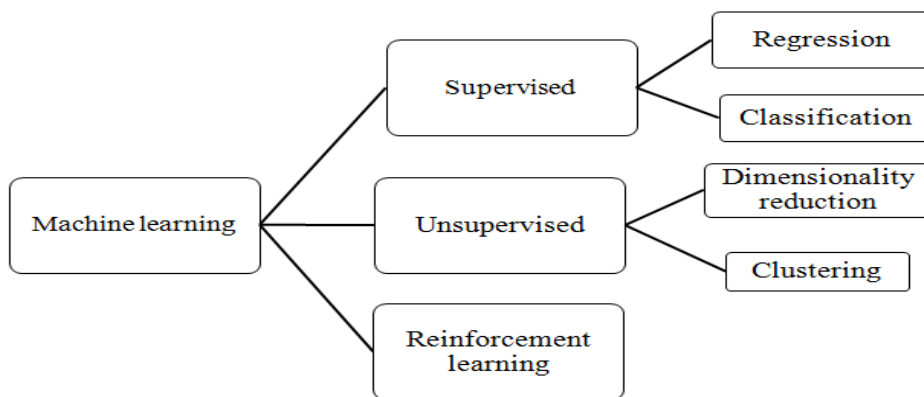 Regression
Supervised
Classification
Dimensionality
reduction
Machine learning
Unsupervised
Clustering
Reinforcement
learning